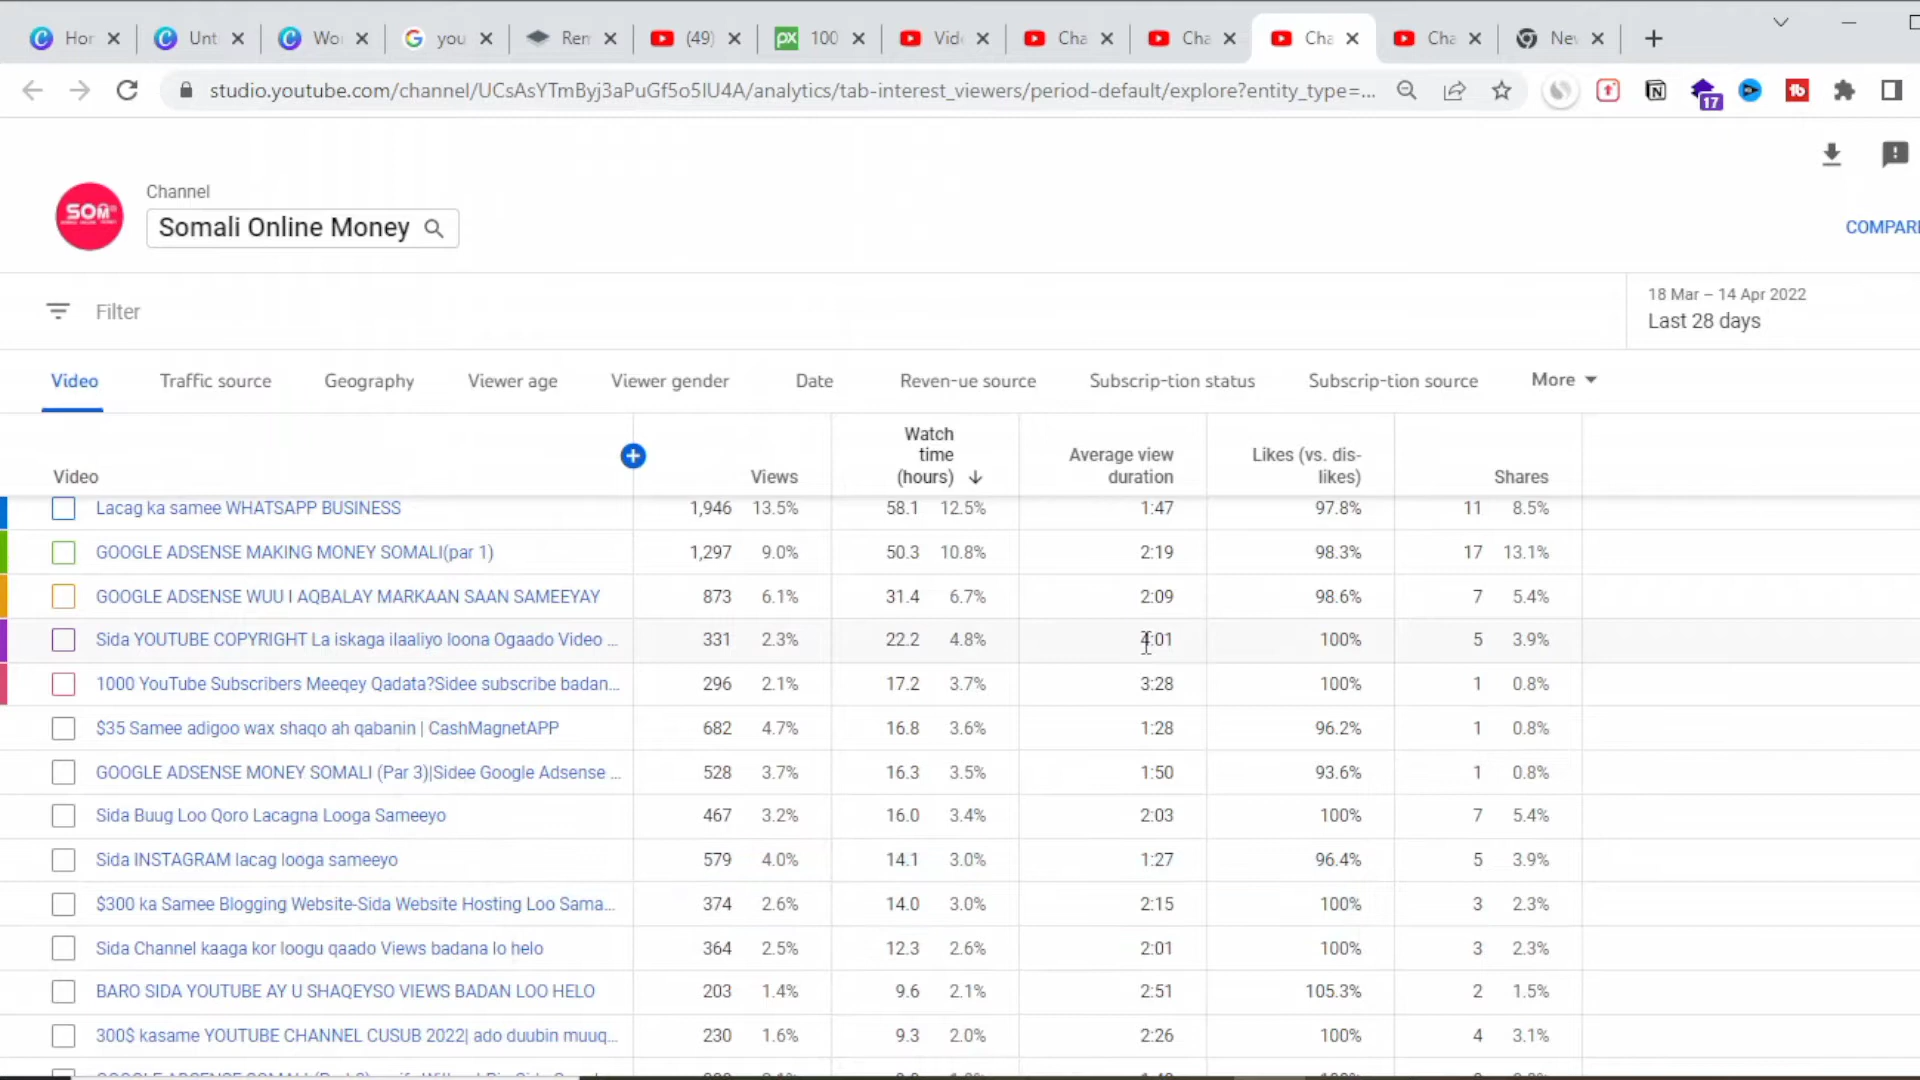 Hor
Unt
Wo
you
Ren
(49)
100
Vid
Cha
Cha
Cha
Cha
Nev
studio.youtube.com/channel/UCsAsYTmByj3aPuGf5o5IU4A/analytics/tab-interest_viewers/period-default/explore?entity_type=...
17
SOM
Channel
Somali Online Money
COMPARE
Filter
18 Mar – 14 Apr 2022
Last 28 days
Video Traffic source Geography Viewer age Viewer gender Date Reven-ue source Subscrip-tion status Subscrip-tion source More
Video Views Watch time (hours) Average view duration Likes (vs. dis-likes) Shares
Lacag ka samee WHATSAPP BUSINESS 1,946 13.5% 58.1 12.5% 1:47 97.8% 11 8.5%
GOOGLE ADSENSE MAKING MONEY SOMALI(par 1) 1,297 9.0% 50.3 10.8% 2:19 98.3% 17 13.1%
GOOGLE ADSENSE WUU I AQBALAY MARKAAN SAAN SAMEEYAY 873 6.1% 31.4 6.7% 2:09 98.6% 7 5.4%
Sida YOUTUBE COPYRIGHT La iskaga ilaaliyo loona Ogaado Video ... 331 2.3% 22.2 4.8% 4:01 100% 5 3.9%
1000 YouTube Subscribers Meeqey Qadata?Sidee subscribe badan... 296 2.1% 17.2 3.7% 3:28 100% 1 0.8%
$35 Samee adigoo wax shaqo ah qabanin | CashMagnetAPP 682 4.7% 16.8 3.6% 1:28 96.2% 1 0.8%
GOOGLE ADSENSE MONEY SOMALI (Par 3)|Sidee Google Adsense ... 528 3.7% 16.3 3.5% 1:50 93.6% 1 0.8%
Sida Buug Loo Qoro Lacagna Looga Sameeyo 467 3.2% 16.0 3.4% 2:03 100% 7 5.4%
Sida INSTAGRAM lacag looga sameeyo 579 4.0% 14.1 3.0% 1:27 96.4% 5 3.9%
$300 ka Samee Blogging Website-Sida Website Hosting Loo Sama... 374 2.6% 14.0 3.0% 2:15 100% 3 2.3%
Sida Channel kaaga kor loogu qaado Views badana lo helo 364 2.5% 12.3 2.6% 2:01 100% 3 2.3%
BARO SIDA YOUTUBE AY U SHAQEYSO VIEWS BADAN LOO HELO 203 1.4% 9.6 2.1% 2:51 105.3% 2 1.5%
300$ kasame YOUTUBE CHANNEL CUSUB 2022| ado duubin muuq... 230 1.6% 9.3 2.0% 2:26 100% 4 3.1%